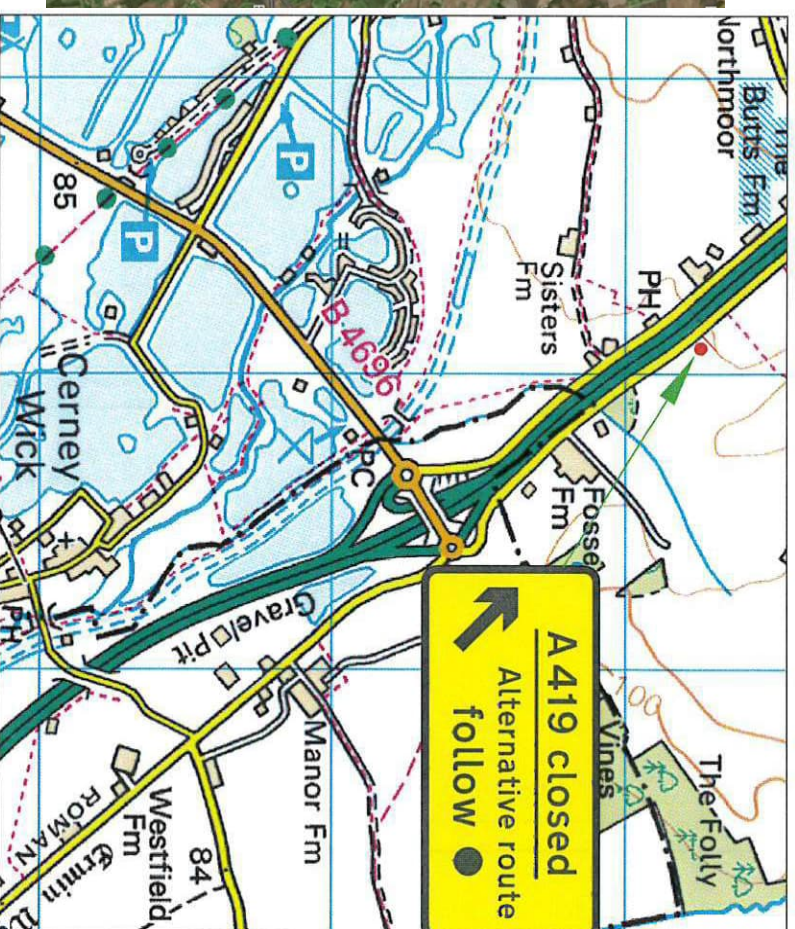 The
Butts Fm
Northmoor
PH
Sisters
Fm
P
P
85
B 4696
Cerney
Wick
PC
Fosse
Fm
PH
Gravel Pit
Manor Fm
A 419 closed
Alternative route
follow
100
Vines
The Folly
Westfield
Fm
84
ROMAN
Ermin